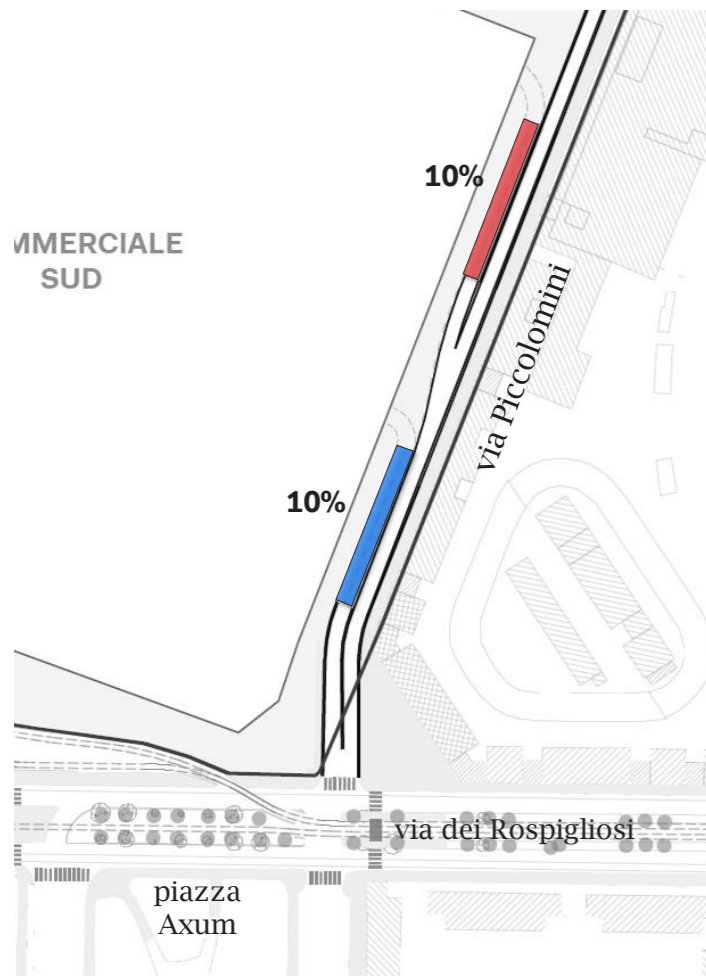 10%
MMERCIALE
SUD
via Piccolomini
10%
via dei Rospigliosi
piazza
Axum